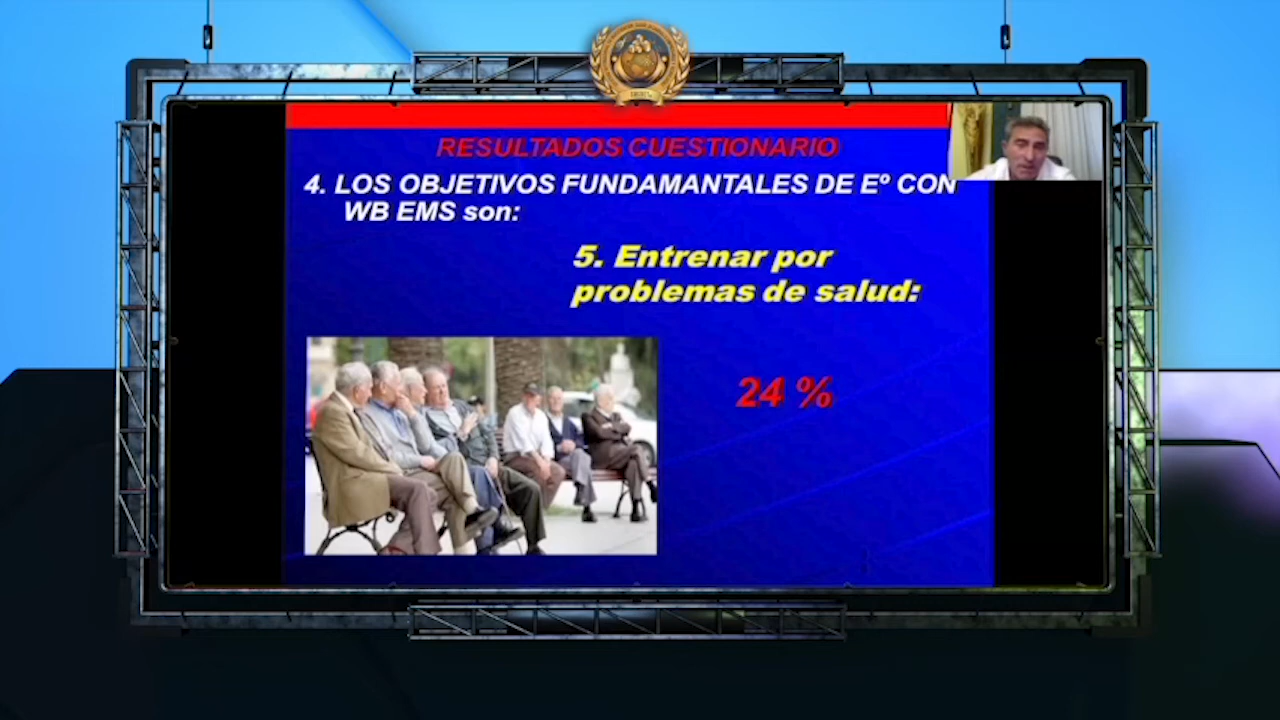 RESULTADOS CUESTIONARIO
4. LOS OBJETIVOS FUNDAMANTALES DE Eº CON
WB EMS son:
5. Entrenar por
problemas de salud:
24 %